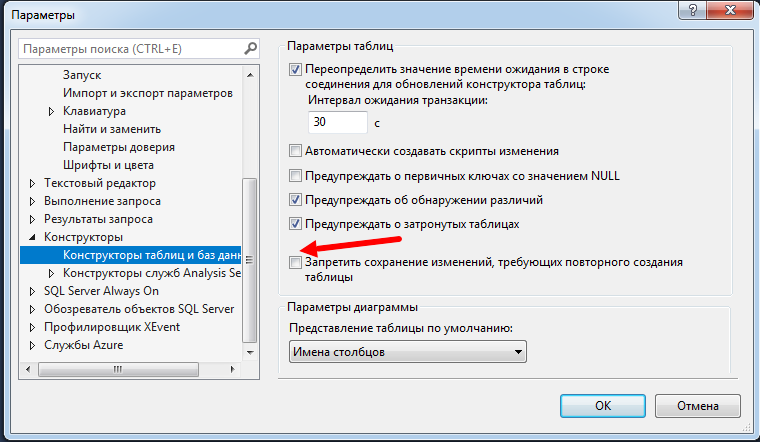 Параметры
Параметры поиска (CTRL+E)
Запуск
Импорт и экспорт параметров
Клавиатура
Найти и заменить
Параметры доверия
Шрифты и цвета
Текстовый редактор
Выполнение запроса
Результаты запроса
Конструкторы
Конструкторы таблиц и баз дан
Конструкторы служб Analysis Se
SQL Server Always On
Обозреватель объектов SQL Server
Профилировщик XEvent
Службы Azure
Параметры таблиц
Переопределить значение времени ожидания в строке
соединения для обновлений конструктора таблиц:
Интервал ожидания транзакции:
30 с
Автоматически создавать скрипты изменения
Предупреждать о первичных ключах со значением NULL
Предупреждать об обнаружении различий
Предупреждать о затронутых таблицах
Запретить сохранение изменений, требующих повторного создания
таблицы
Параметры диаграммы
Представление таблицы по умолчанию:
Имена столбцов
OK
Отмена